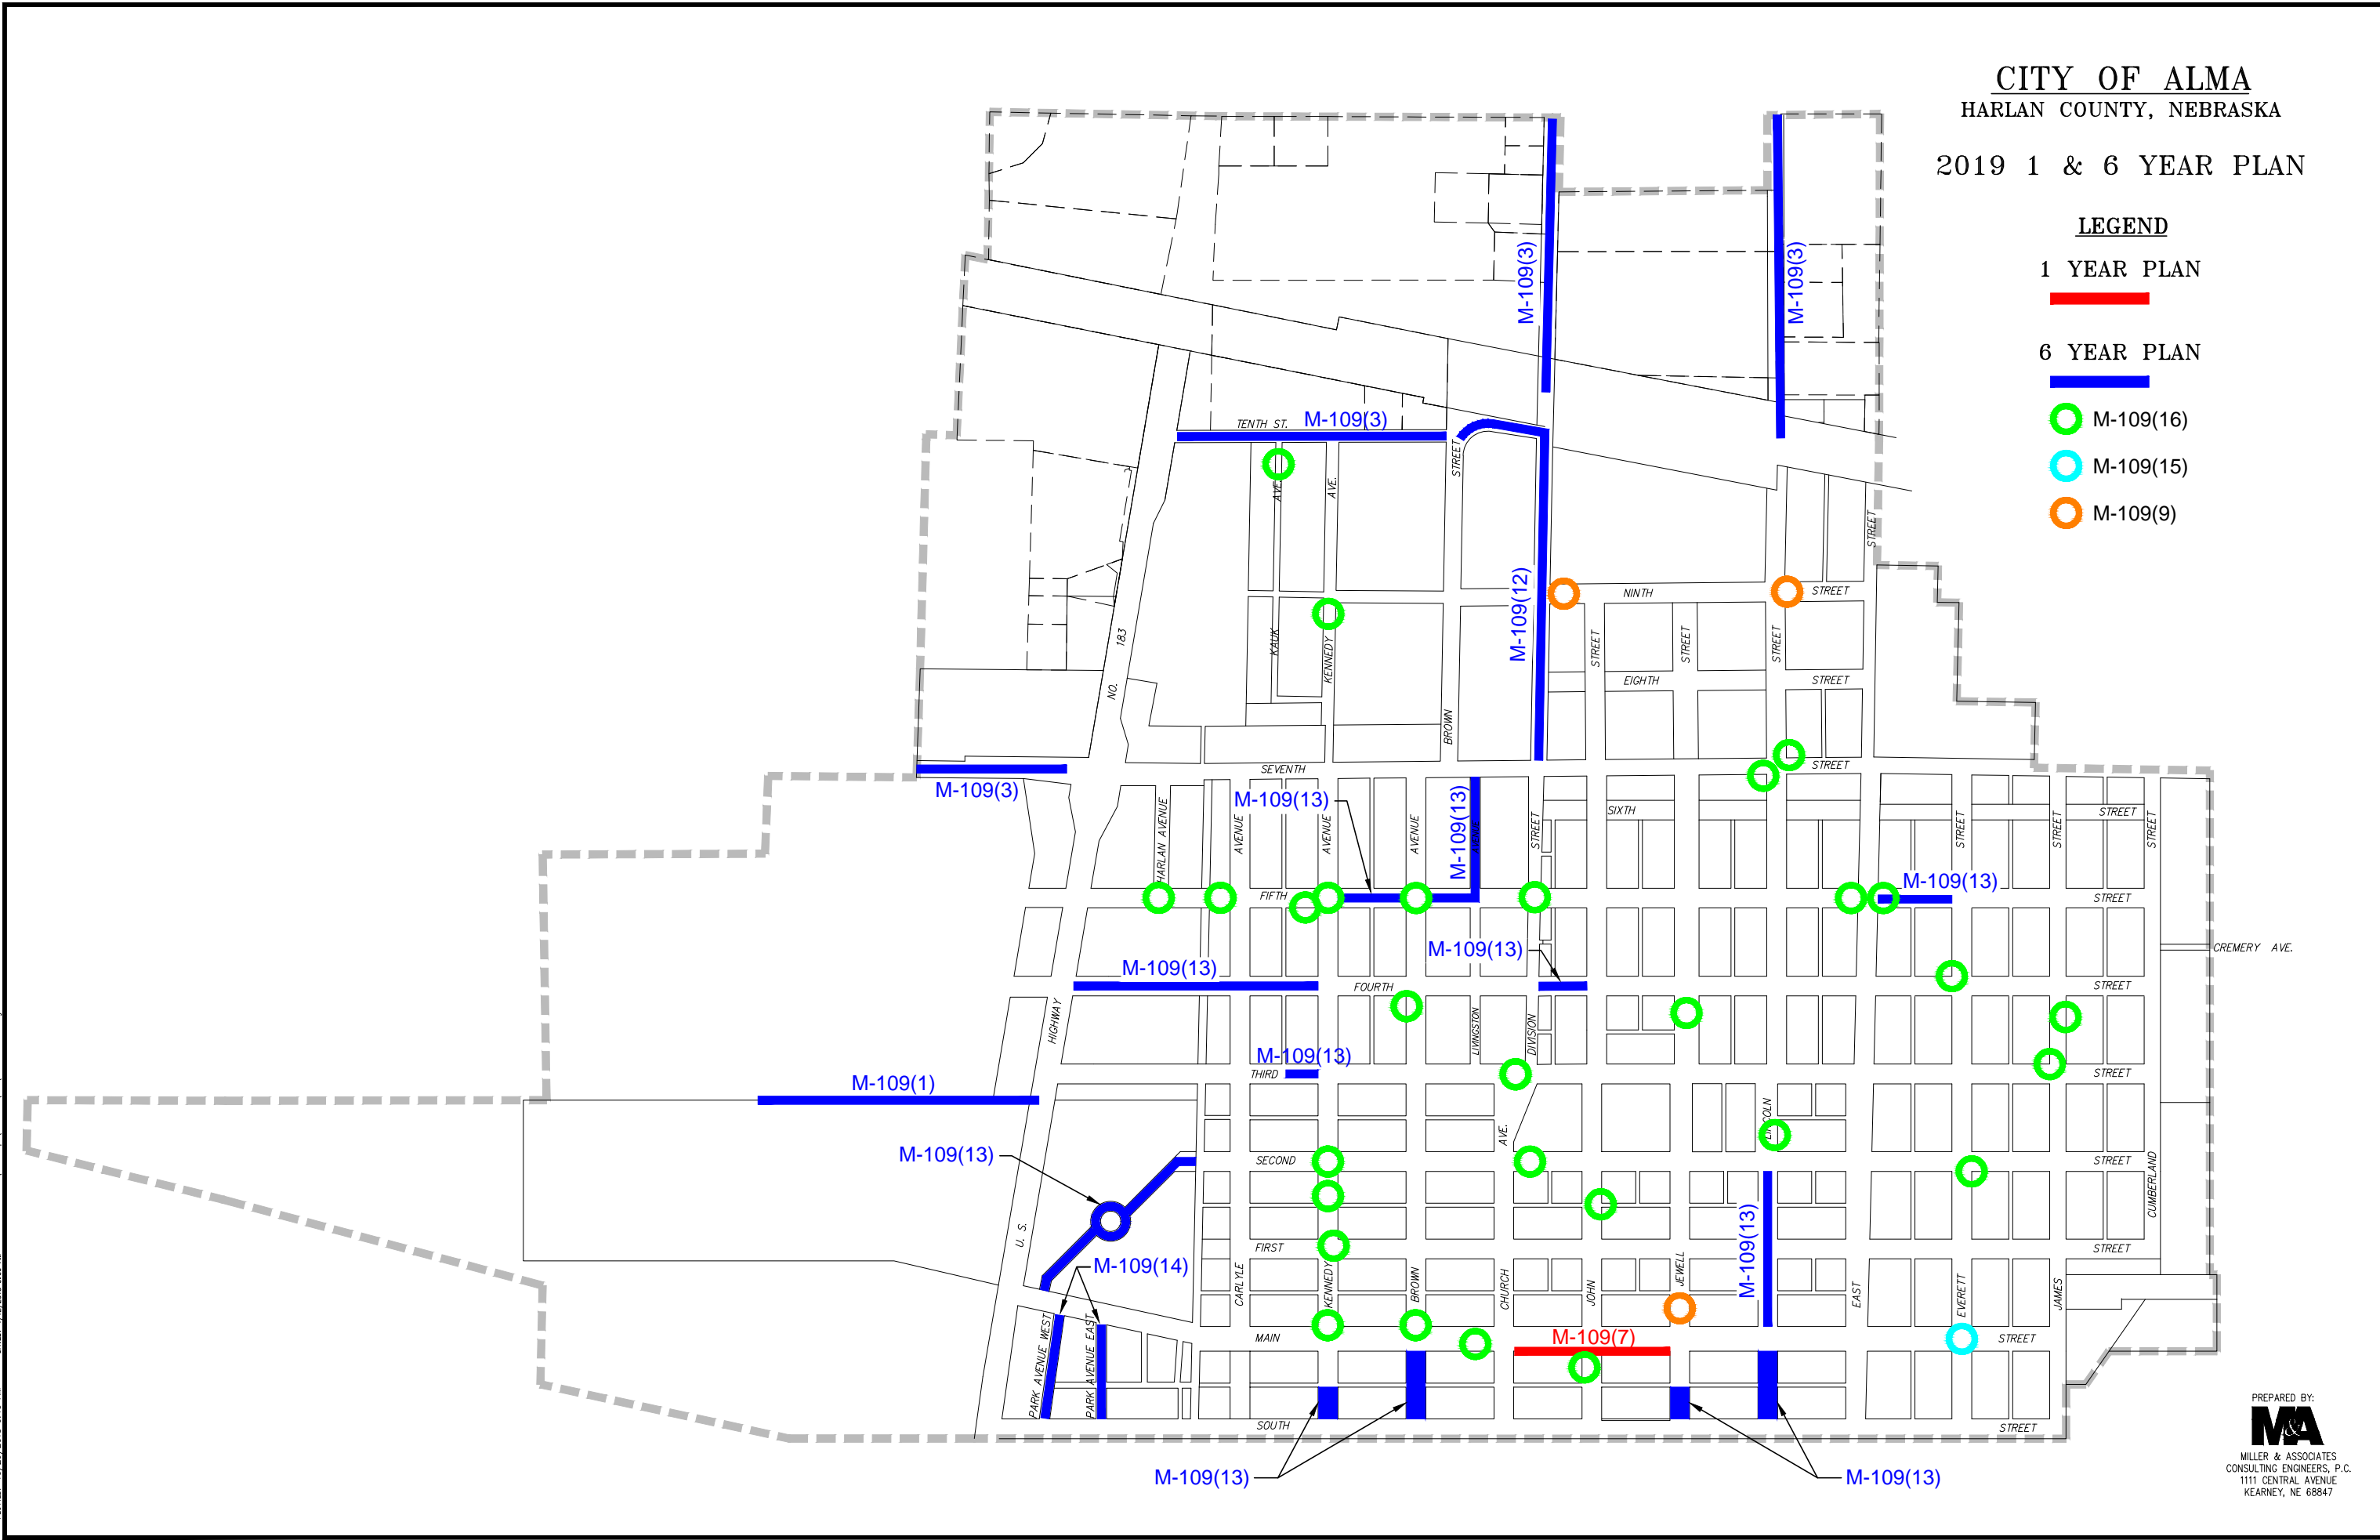 CITY OF ALMA
HARLAN COUNTY, NEBRASKA
2019 1 & 6 YEAR PLAN
LEGEND
1 YEAR PLAN
6 YEAR PLAN
M-109(16)
M-109(15)
M-109(9)
M-109(3)
M-109(3)
TENTH ST.
M-109(3)
STREET
AVE.
AVE.
STREET
M-109(12)
NINTH
STREET
183
NO.
KAUK
KENNEDY
BROWN
STREET
STREET
STREET
EIGHTH
STREET
SEVENTH
STREET
M-109(3)
M-109(13)
M-109(13)
HARLAN AVENUE
AVENUE
AVENUE
AVENUE
AVENUE
STREET
SIXTH
STREET
STREET
STREET
STREET
FIFTH
M-109(13)
STREET
M-109(13)
CREMERY AVE.
M-109(13)
FOURTH
STREET
HIGHWAY
LIVINGSTON
DIVISION
M-109(13)
THIRD
STREET
M-109(1)
LINCOLN
AVE.
M-109(13)
SECOND
STREET
CUMBERLAND
U. S.
M-109(13)
FIRST
STREET
M-109(14)
CARLYLE
KENNEDY
BROWN
CHURCH
JOHN
JEWELL
EAST
EVERETT
JAMES
PARK AVENUE WEST
PARK AVENUE EAST
MAIN
M-109(7)
STREET
SOUTH
STREET
M-109(13)
M-109(13)
PREPARED BY:
M&A
MILLER & ASSOCIATES
CONSULTING ENGINEERS, P.C.
1111 CENTRAL AVENUE
KEARNEY, NE 68847